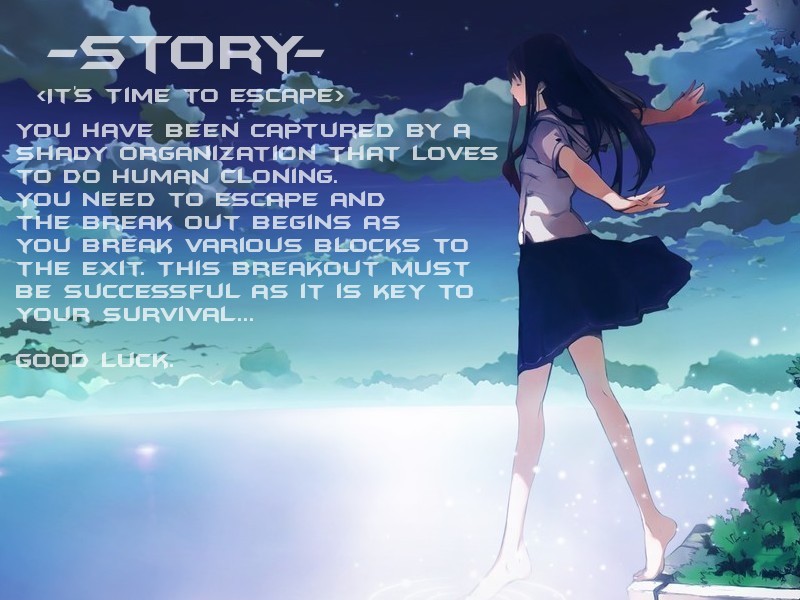 -STORY-
<IT'S TIME TO ESCAPE>
YOU HAVE BEEN CAPTURED BY A
SHADY ORGANIZATION THAT LOVES
TO DO HUMAN CLONING.
YOU NEED TO ESCAPE AND
THE BREAK OUT BEGINS AS
YOU BREAK VARIOUS BLOCKS TO
THE EXIT. THIS BREAKOUT MUST
BE SUCCESSFUL AS IT IS KEY TO
YOUR SURVIVAL...
GOOD LUCK.